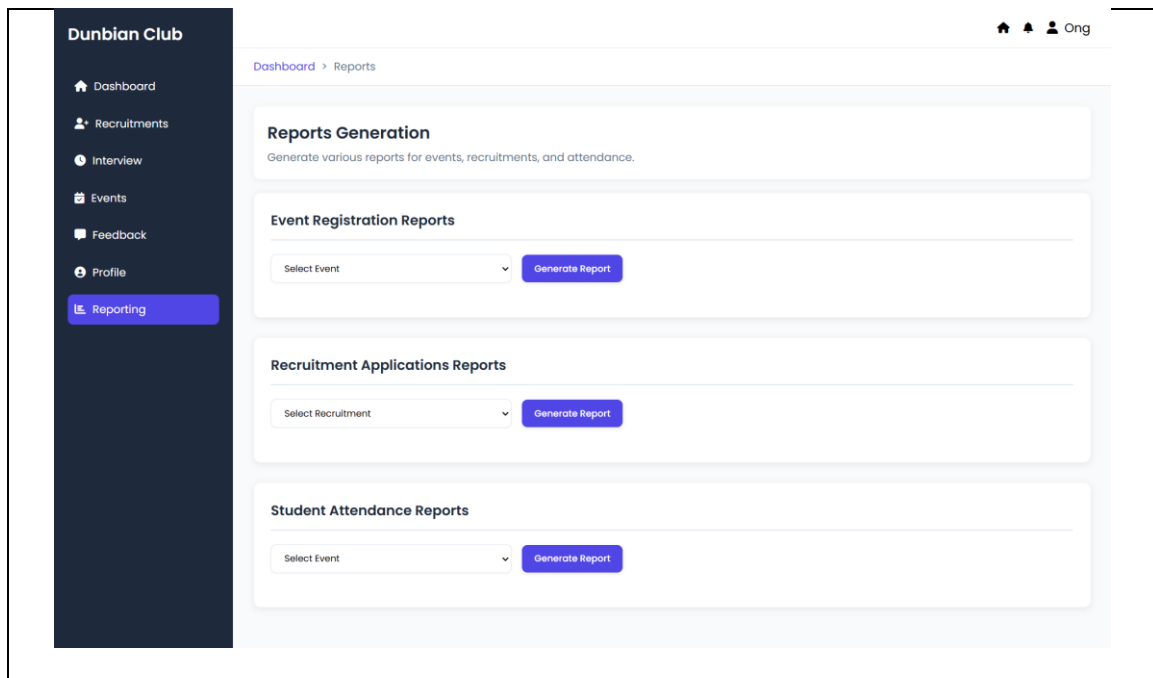 Dunbian Club
Ong
Dashboard > Reports
Dashboard
Recruitments
Interview
Events
Feedback
Profile
Reporting
Reports Generation
Generate various reports for events, recruitments, and attendance.
Event Registration Reports
Select Event
Generate Report
Recruitment Applications Reports
Select Recruitment
Generate Report
Student Attendance Reports
Select Event
Generate Report